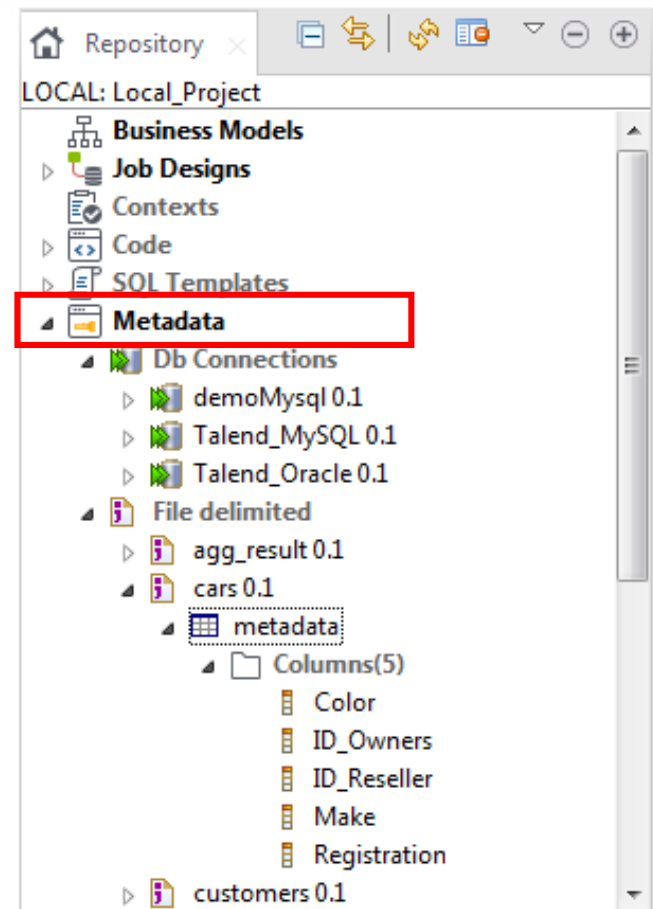 Repository
LOCAL: Local_Project
Business Models
Job Designs
Contexts
Code
SQL Templates
Metadata
Db Connections
demoMysql 0.1
Talend_MySQL 0.1
Talend_Oracle 0.1
File delimited
agg_result 0.1
cars 0.1
metadata
Columns(5)
Color
ID_Owners
ID_Reseller
Make
Registration
customers 0.1